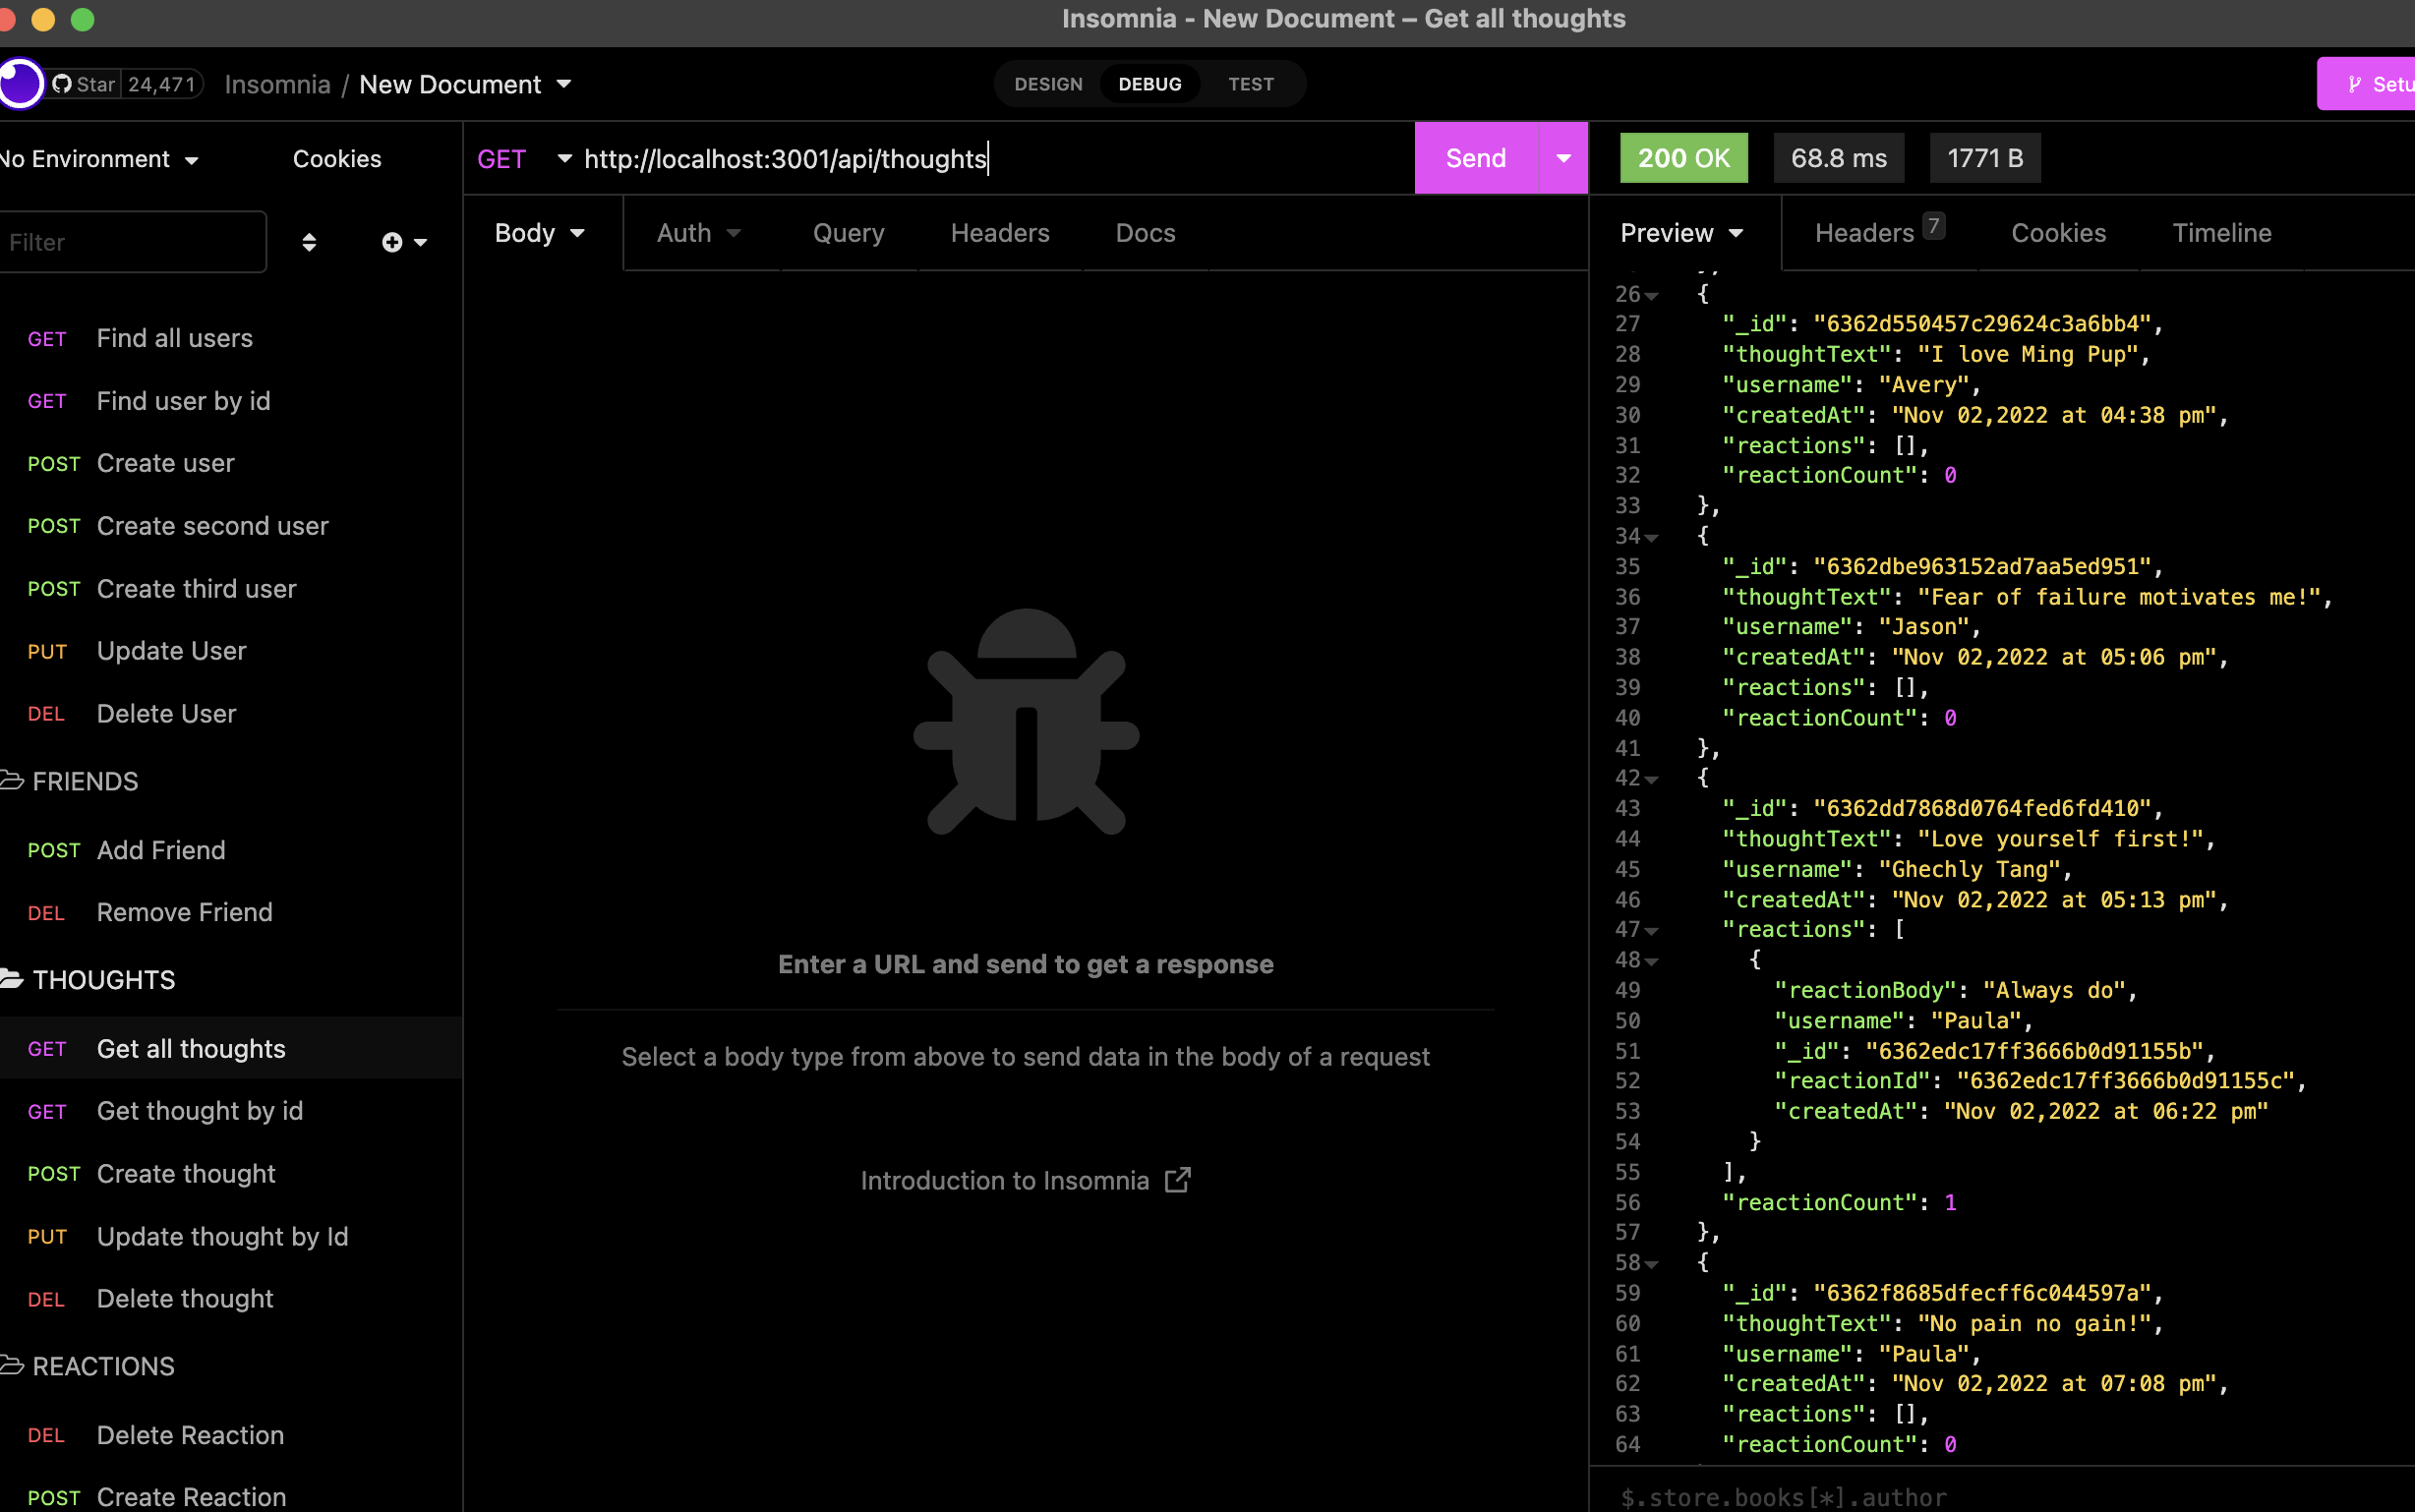 Insomnia - New Document – Get all thoughts
Star 24,471 Insomnia / New Document
DESIGN DEBUG TEST
No Environment Cookies
GET http://localhost:3001/api/thoughts
Send
200 OK 68.8 ms 1771 B
Filter
Body Auth Query Headers Docs
Preview Headers 7 Cookies Timeline
GET Find all users
GET Find user by id
POST Create user
POST Create second user
POST Create third user
PUT Update User
DEL Delete User
FRIENDS
POST Add Friend
DEL Remove Friend
THOUGHTS
GET Get all thoughts
GET Get thought by id
POST Create thought
PUT Update thought by Id
DEL Delete thought
REACTIONS
DEL Delete Reaction
POST Create Reaction
Enter a URL and send to get a response
Select a body type from above to send data in the body of a request
Introduction to Insomnia
26 {
27 "_id": "6362d550457c29624c3a6bb4",
28 "thoughtText": "I love Ming Pup",
29 "username": "Avery",
30 "createdAt": "Nov 02,2022 at 04:38 pm",
31 "reactions": [],
32 "reactionCount": 0
33 },
34 {
35 "_id": "6362dbe963152ad7aa5ed951",
36 "thoughtText": "Fear of failure motivates me!",
37 "username": "Jason",
38 "createdAt": "Nov 02,2022 at 05:06 pm",
39 "reactions": [],
40 "reactionCount": 0
41 },
42 {
43 "_id": "6362dd7868d0764fed6fd410",
44 "thoughtText": "Love yourself first!",
45 "username": "Ghechly Tang",
46 "createdAt": "Nov 02,2022 at 05:13 pm",
47 "reactions": [
48 {
49 "reactionBody": "Always do",
50 "username": "Paula",
51 "_id": "6362edc17ff3666b0d91155b",
52 "reactionId": "6362edc17ff3666b0d91155c",
53 "createdAt": "Nov 02,2022 at 06:22 pm"
54 }
55 ],
56 "reactionCount": 1
57 },
58 {
59 "_id": "6362f8685dfecff6c044597a",
60 "thoughtText": "No pain no gain!",
61 "username": "Paula",
62 "createdAt": "Nov 02,2022 at 07:08 pm",
63 "reactions": [],
64 "reactionCount": 0
$.store.books[*].author